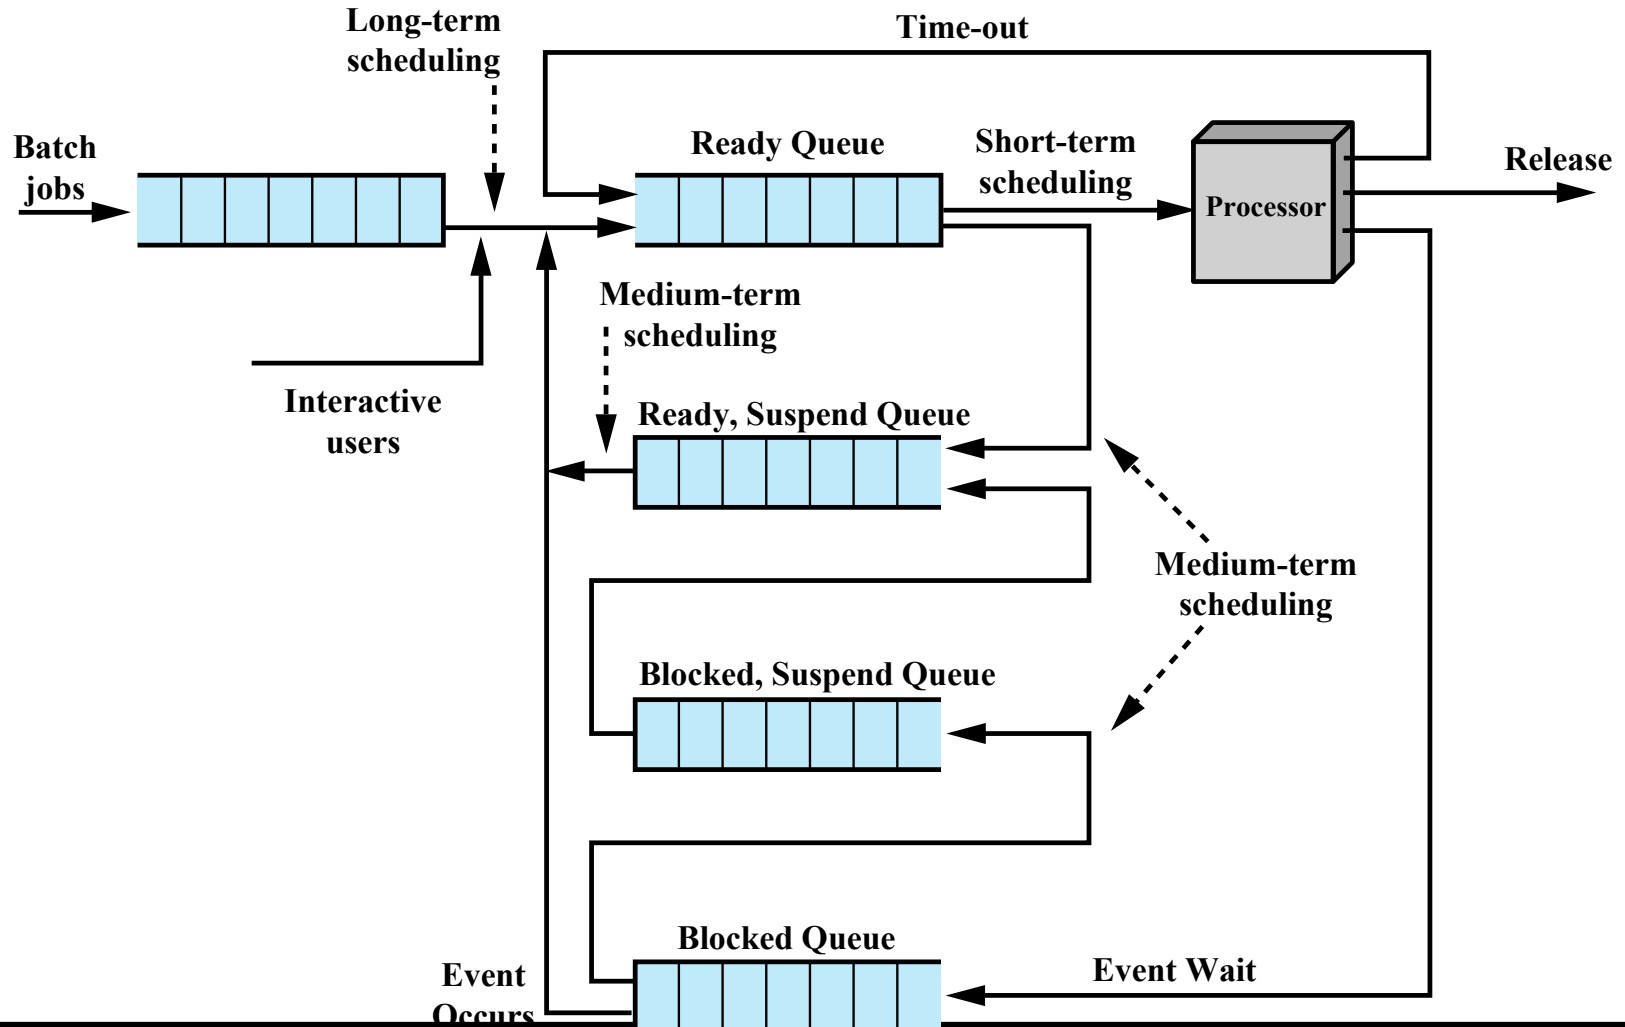 Long-term
scheduling
Time-out
Batch
jobs
Ready Queue
Short-term
scheduling
Processor
Release
Medium-term
scheduling
Interactive
users
Ready, Suspend Queue
Medium-term
scheduling
Blocked, Suspend Queue
Blocked Queue
Event Wait
Event
Occurs